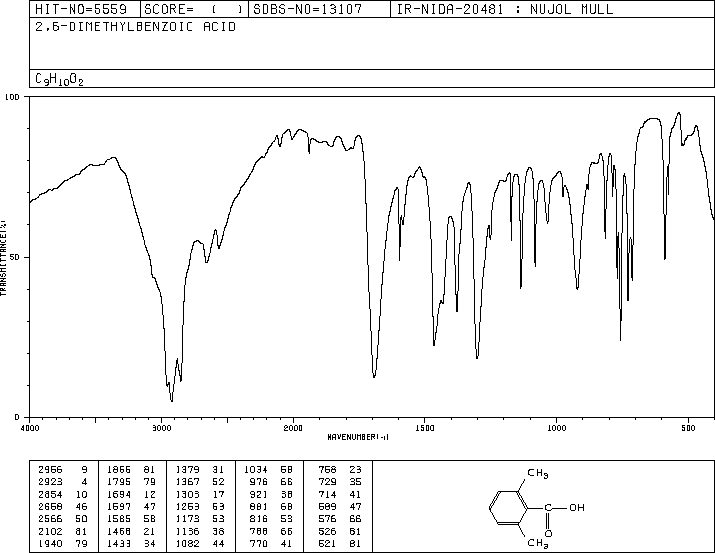 HIT-NO=5559 SCORE= ( ) SDBS-NO=13107 IR-NIDA-20481 : NUJOL MULL
2,6-DIMETHYLBENZOIC ACID
C9H10O2
100
50
0
TRANSMITTANCE(%)
4000 3000 2000 1500 1000 500
WAVENUMBER(-1)
2956 9 1866 81 1379 31 1034 58 758 23
2923 4 1795 79 1367 52 976 66 729 35
2854 10 1694 12 1303 17 921 38 714 41
2658 46 1597 47 1253 53 881 68 589 47
2566 50 1585 58 1173 53 816 53 576 66
2102 81 1468 21 1136 38 788 66 526 81
1940 79 1433 34 1082 44 770 41 521 81
CH3
C OH
O
CH3